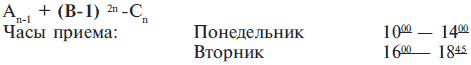 Aₙ₋₁ + (B-1) ²ⁿ -Cₙ
Часы приема: Понедельник 10⁰⁰ — 14⁰⁰
Вторник 16⁰⁰— 18⁴⁵